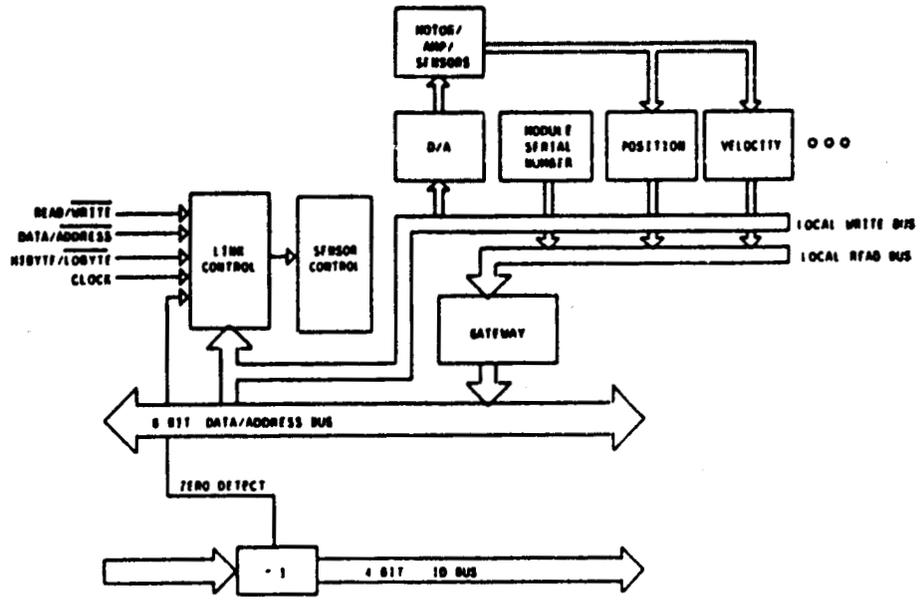 MOTOR/
AMP/
SENSORS
D/A
MODULE
SERIAL
NUMBER
POSITION
VELOCITY
READ/WRITE
DATA/ADDRESS
HIBYTE/LOBYTE
CLOCK
LINK
CONTROL
SENSOR
CONTROL
LOCAL WRITE BUS
LOCAL READ BUS
GATEWAY
8 BIT DATA/ADDRESS BUS
ZERO DETECT
-1
4 BIT ID BUS